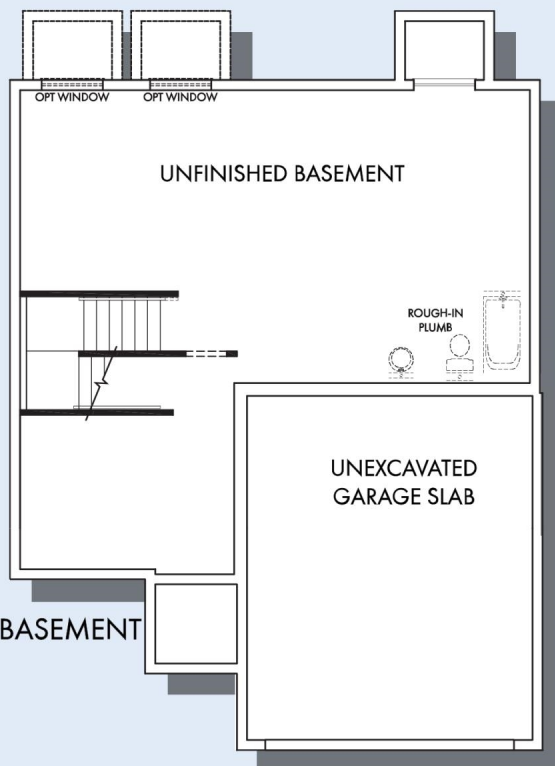 OPT WINDOW
OPT WINDOW
UNFINISHED BASEMENT
ROUGH-IN
PLUMB
UNEXCAVATED
GARAGE SLAB
BASEMENT